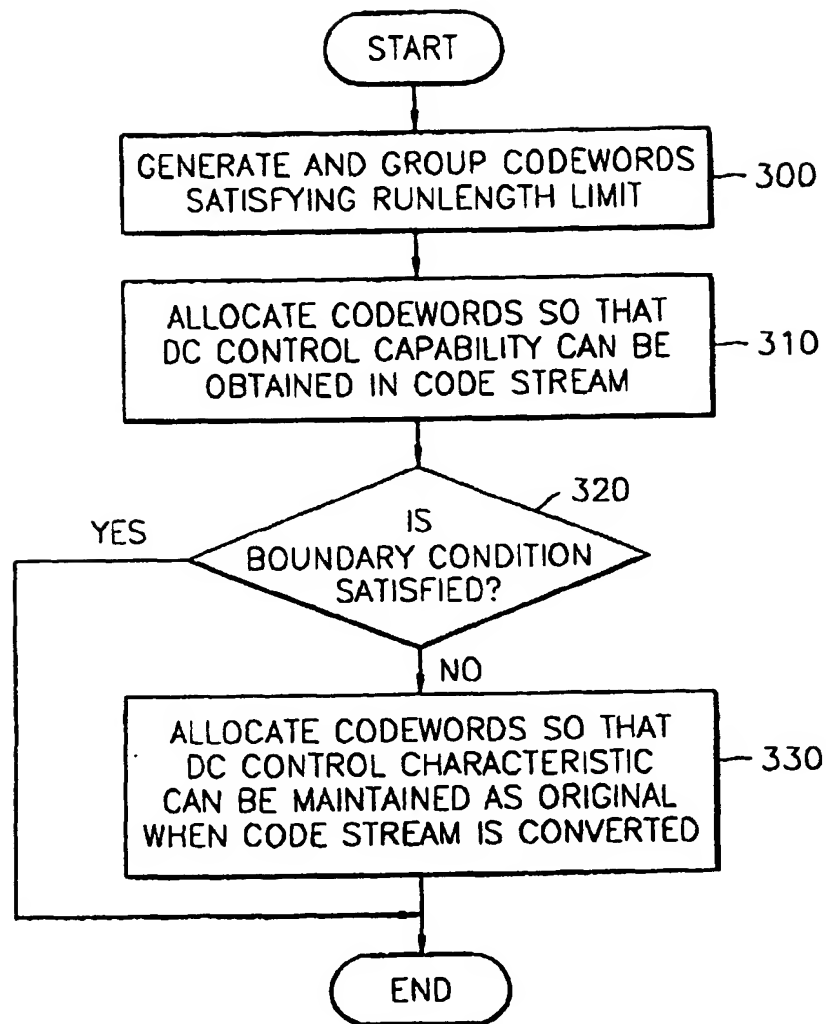 START
GENERATE AND GROUP CODEWORDS
SATISFYING RUNLENGTH LIMIT
300
ALLOCATE CODEWORDS SO THAT
DC CONTROL CAPABILITY CAN BE
OBTAINED IN CODE STREAM
310
320
YES
IS
BOUNDARY CONDITION
SATISFIED?
NO
ALLOCATE CODEWORDS SO THAT
DC CONTROL CHARACTERISTIC
CAN BE MAINTAINED AS ORIGINAL
WHEN CODE STREAM IS CONVERTED
330
END